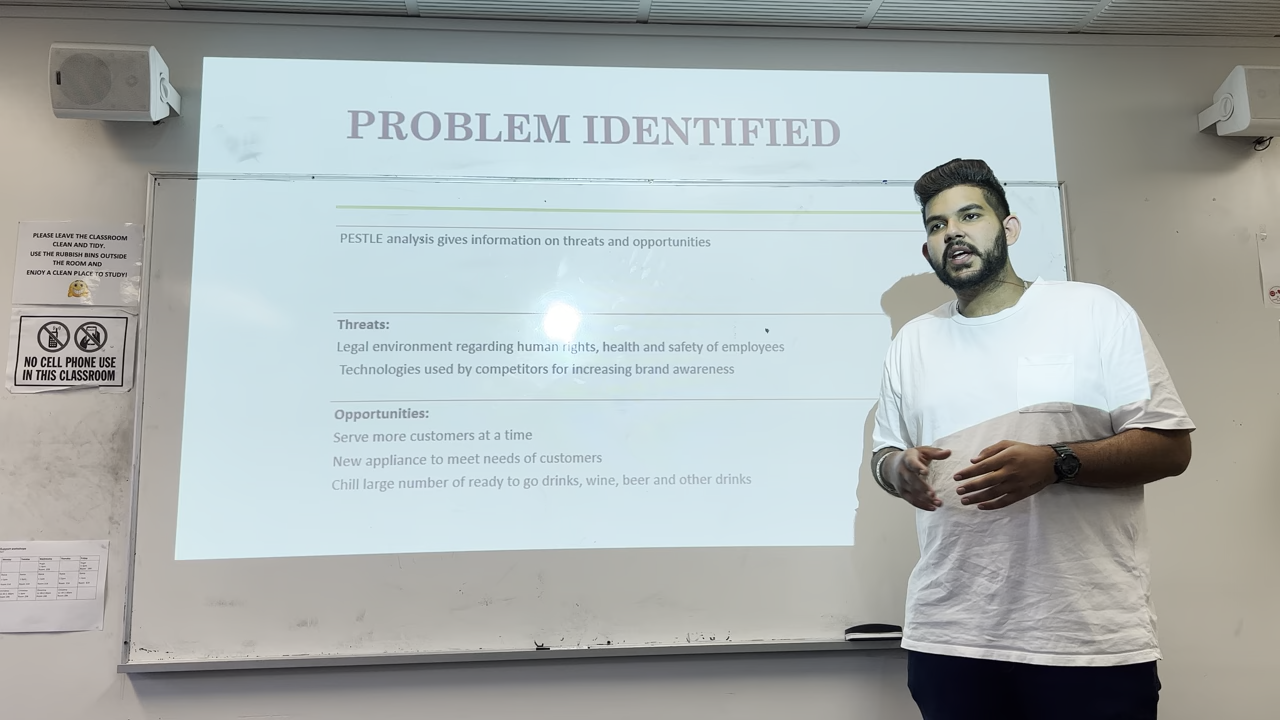 PROBLEM IDENTIFIED
PESTLE analysis gives information on threats and opportunities
Threats:
Legal environment regarding human rights, health and safety of employees
Technologies used by competitors for increasing brand awareness
Opportunities:
Serve more customers at a time
New appliance to meet needs of customers
Chill large number of ready to go drinks, wine, beer and other drinks
PLEASE LEAVE THE CLASSROOM
CLEAN AND TIDY.
USE THE RUBBISH BINS OUTSIDE
THE ROOM AND
ENJOY A CLEAN PLACE TO STUDY!
NO CELL PHONE USE
IN THIS CLASSROOM